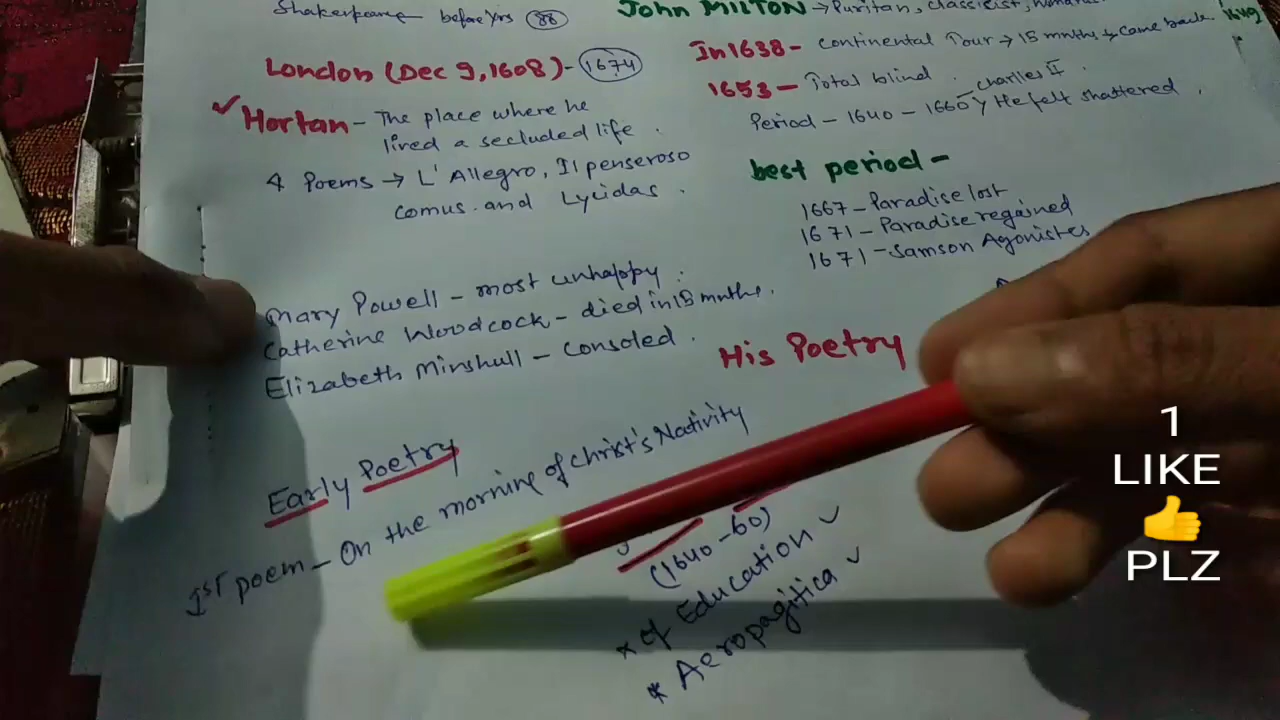 Shakespeare before yrs 88
London (Dec 9, 1608) - 1674
Hortan - The place where he
lived a secluded life.
4 Poems → L'Allegro, Il penseroso
comus and Lycidas.
Mary Powell - most unhappy.
Catherine Woodcock - died in 15 mnths.
Elizabeth Minshull - consoled.
John MILTON → Puritan, classicist,
In 1638 - Continental Tour → 15 mnths, came back
1653 - Total blind.
Charles II
Period - 1640 - 1660 He felt shattered.
best period -
1667 - Paradise lost
1671 - Paradise regained
1671 - Samson Agonistes
His Poetry
Early Poetry
1st poem - On the morning of christ's Nativity
(1640 - 60)
* Of Education ✓
* Aeropagitica ✓
1
LIKE
👍
PLZ